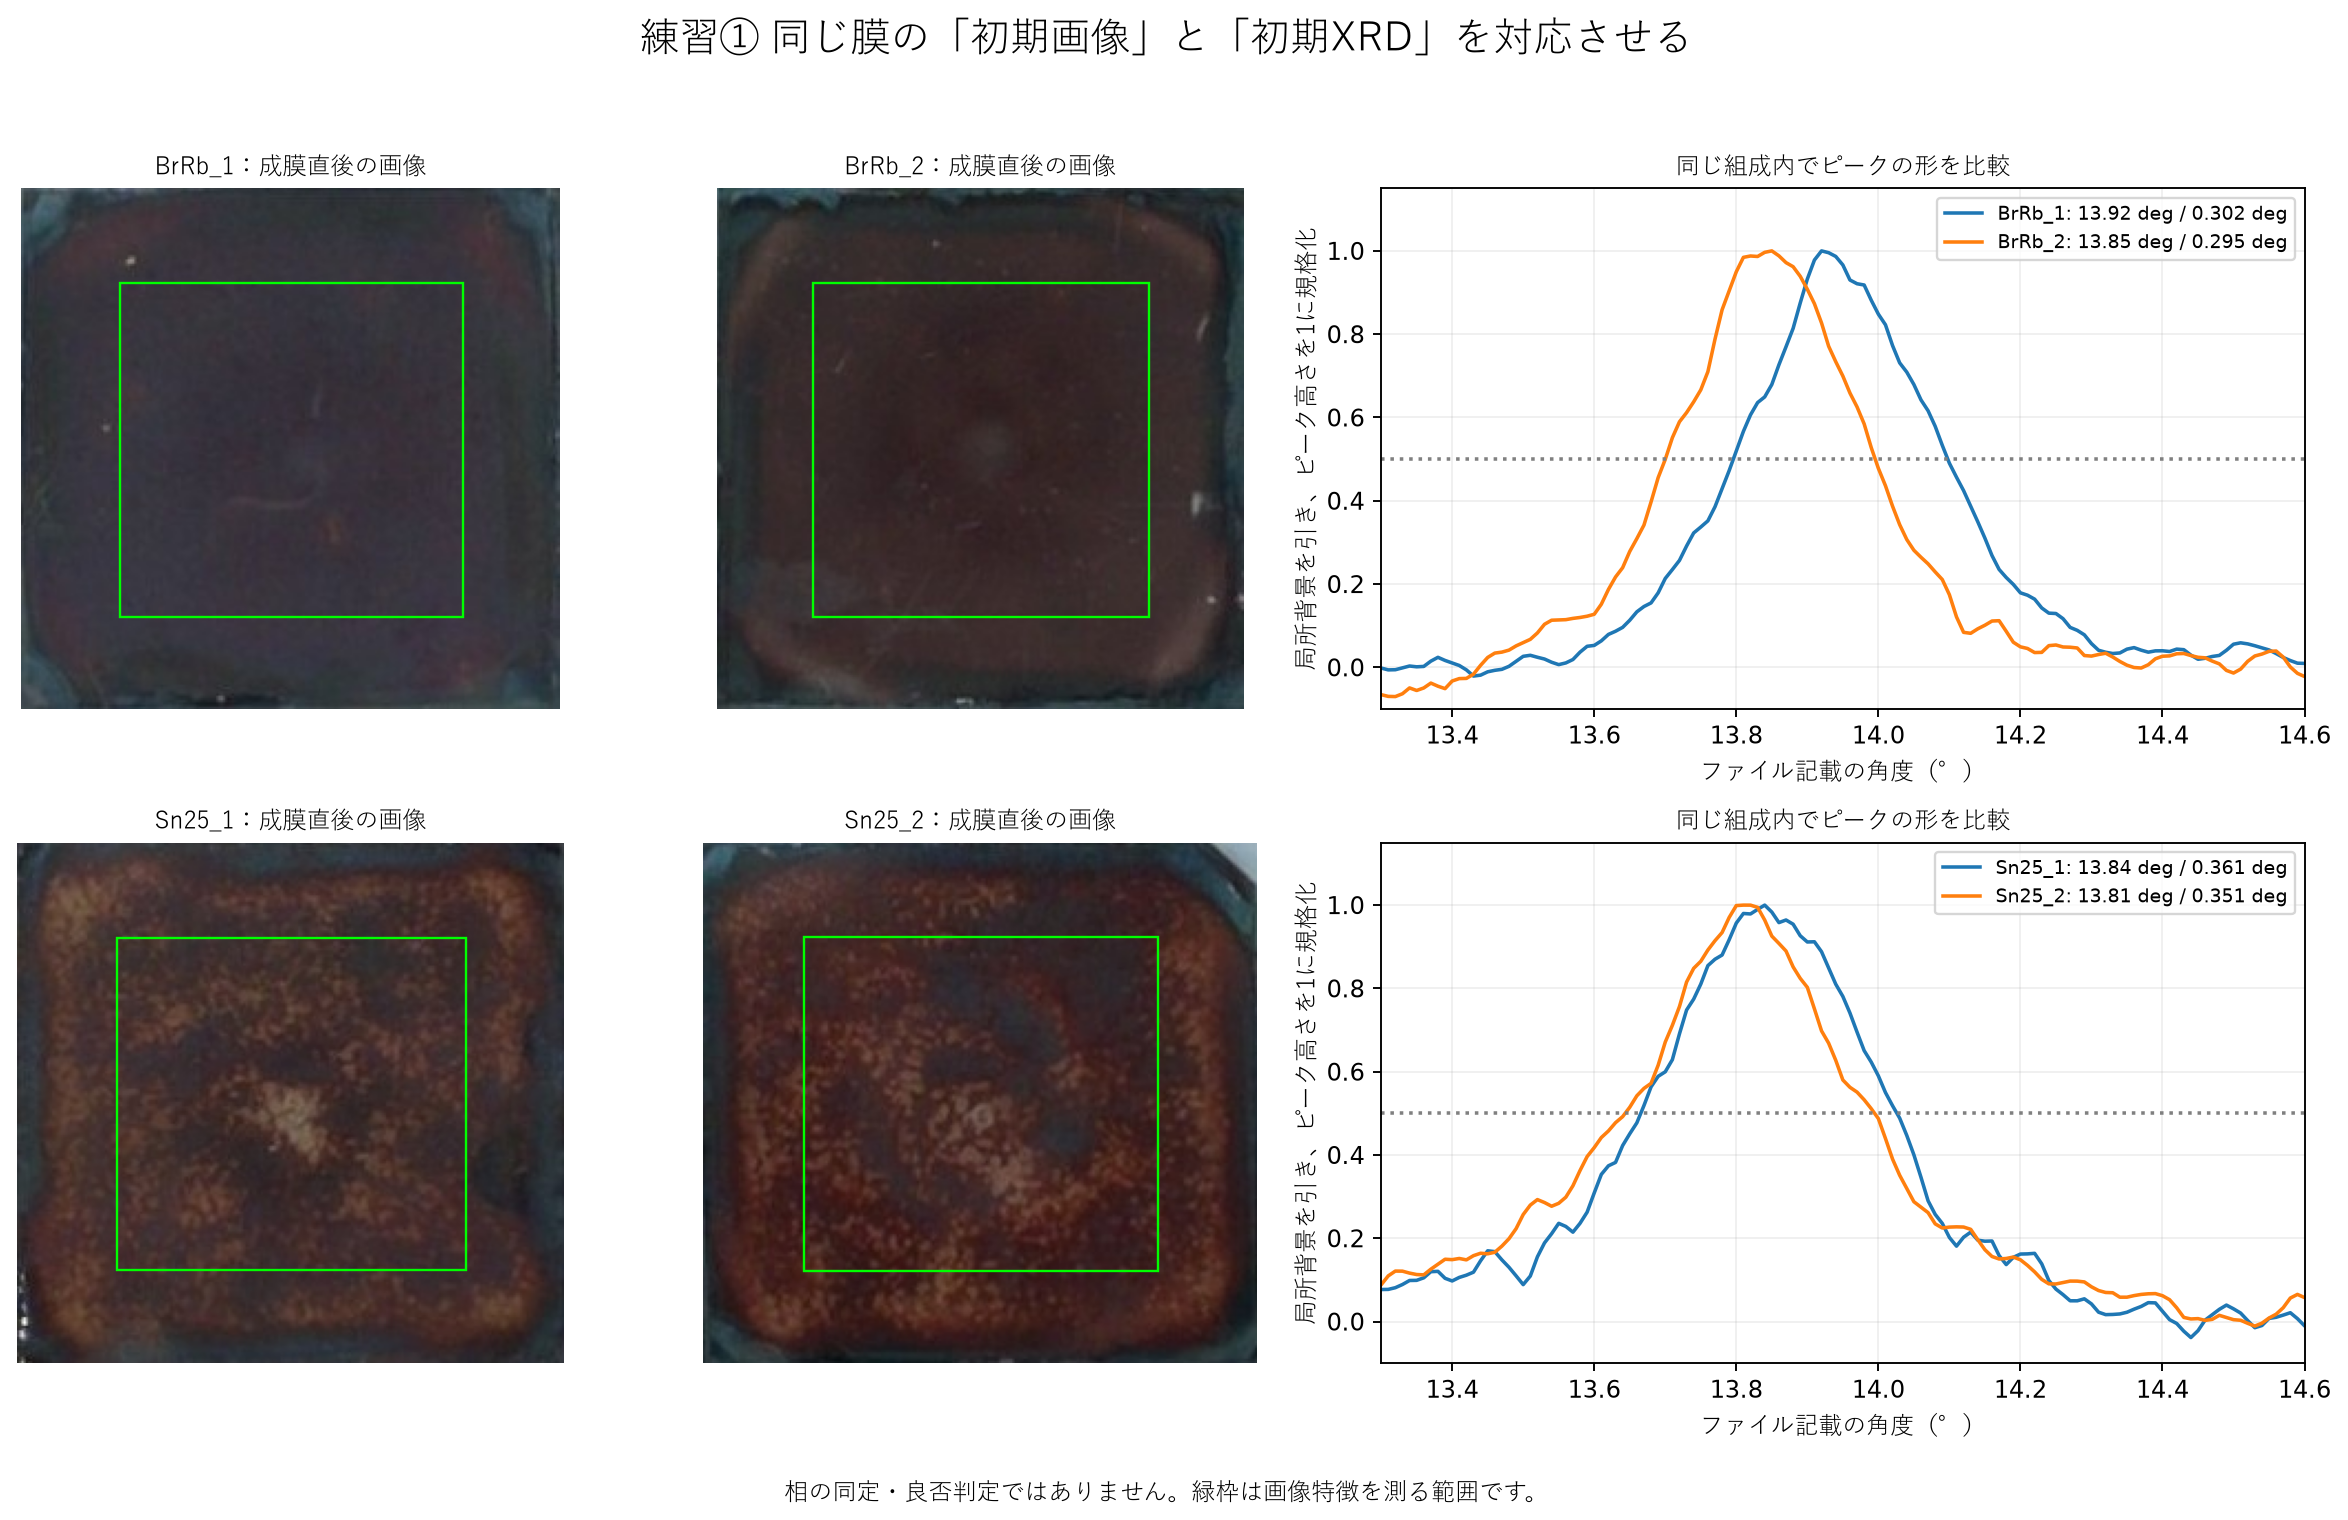 練習① 同じ膜の「初期画像」と「初期XRD」を対応させる
BrRb_1：成膜直後の画像
BrRb_2：成膜直後の画像
同じ組成内でピークの形を比較
BrRb_1: 13.92 deg / 0.302 deg
BrRb_2: 13.85 deg / 0.295 deg
局所背景を引き、ピーク高さを1に規格化
1.0
0.8
0.6
0.4
0.2
0.0
13.4 13.6 13.8 14.0 14.2 14.4 14.6
ファイル記載の角度（°）
Sn25_1：成膜直後の画像
Sn25_2：成膜直後の画像
同じ組成内でピークの形を比較
Sn25_1: 13.84 deg / 0.361 deg
Sn25_2: 13.81 deg / 0.351 deg
局所背景を引き、ピーク高さを1に規格化
1.0
0.8
0.6
0.4
0.2
0.0
13.4 13.6 13.8 14.0 14.2 14.4 14.6
ファイル記載の角度（°）
相の同定・良否判定ではありません。緑枠は画像特徴を測る範囲です。